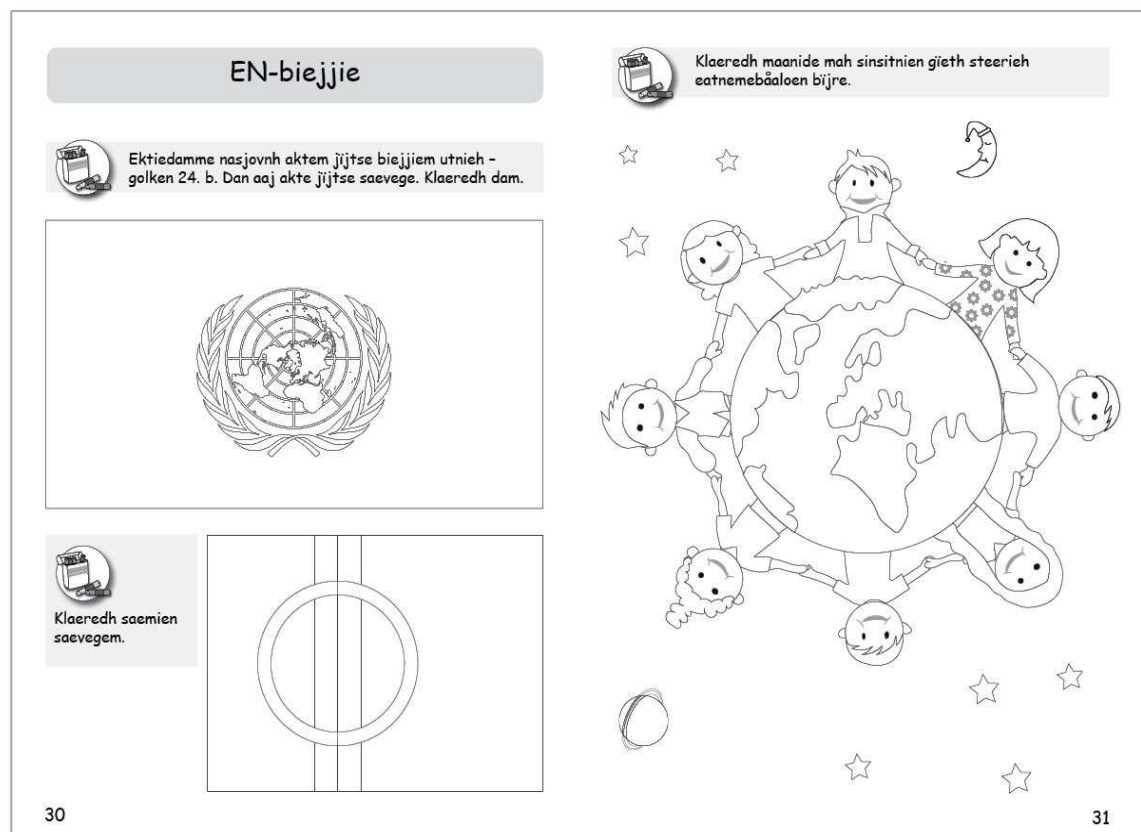 EN-biejjie
Ektiedamme nasjovnh aktem jïjtse biejjiem utnieh –
golken 24. b. Dan aaj akte jïjtse saevege. Klaeredh dam.
Klaeredh saemien
saevegem.
30
Klaeredh maanide mah sinsitnien gïeth steerieh
eatnemebåaloen bïjre.
31